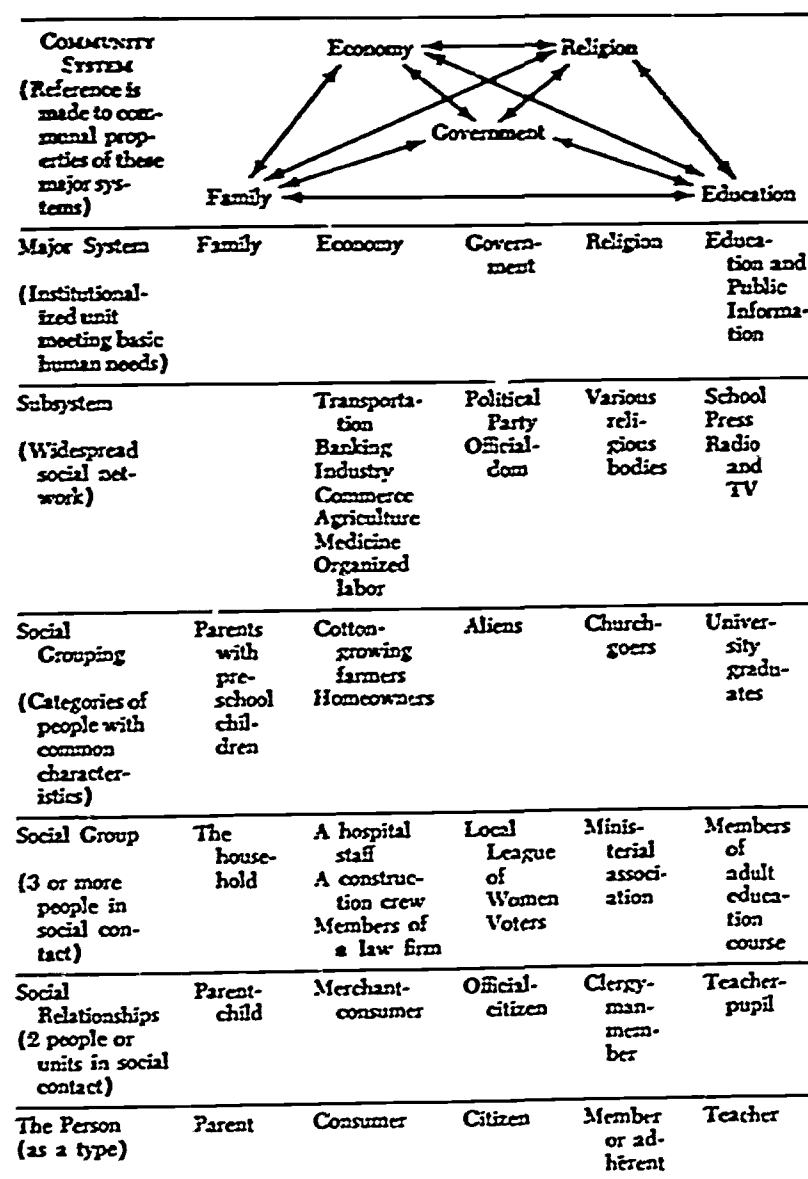 COMMUNITY
SYSTEM
(Reference is
made to com-
munal prop-
erties of these
major sys-
tems)
Economy
Religion
Government
Family
Education
Major System
(Institutional-
ized unit
meeting basic
human needs)
Family
Economy
Govern-
ment
Religion
Educa-
tion and
Public
Informa-
tion
Subsystem
(Widespread
social net-
work)
Transporta-
tion
Banking
Industry
Commerce
Agriculture
Medicine
Organized
labor
Political
Party
Official-
dom
Various
reli-
gious
bodies
School
Press
Radio
and
TV
Social
Grouping
(Categories of
people with
common
character-
istics)
Parents
with
pre-
school
chil-
dren
Cotton-
growing
farmers
Homeowners
Aliens
Church-
goers
Univer-
sity
gradu-
ates
Social Group
(3 or more
people in
social con-
tact)
The
house-
hold
A hospital
staff
A construc-
tion crew
Members of
a law firm
Local
League
of
Women
Voters
Minis-
terial
associ-
ation
Members
of
adult
educa-
tion
course
Social
Relationships
(2 people or
units in social
contact)
Parent-
child
Merchant-
consumer
Official-
citizen
Clergy-
man-
mem-
ber
Teacher-
pupil
The Person
(as a type)
Parent
Consumer
Citizen
Member
or ad-
herent
Teacher